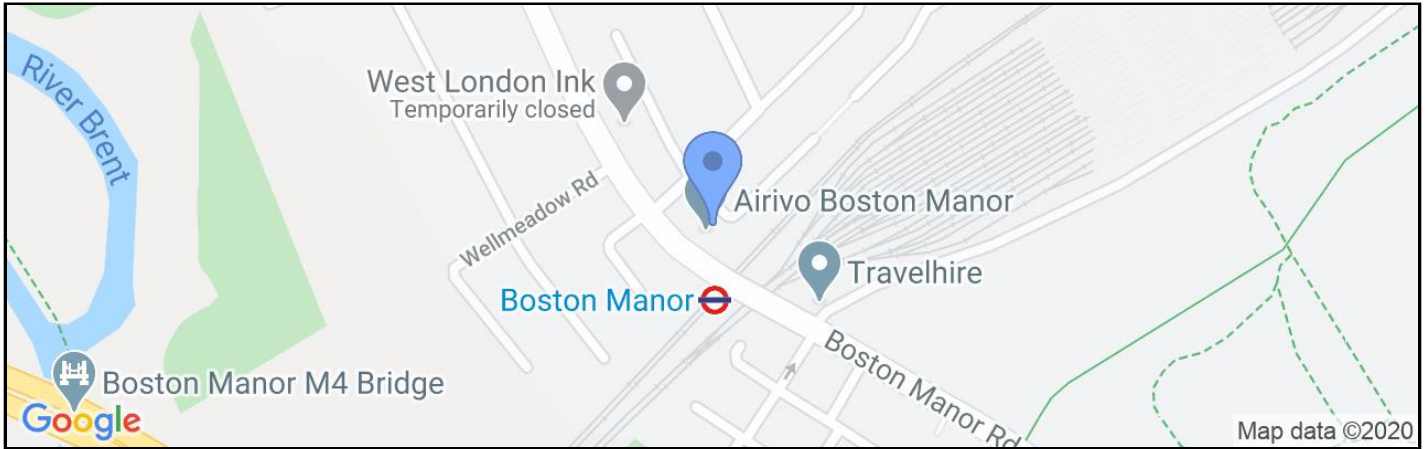 River Brent
West London Ink
Temporarily closed
Wellmeadow Rd
Airivo Boston Manor
Travelhire
Boston Manor
Boston Manor Rd
Boston Manor M4 Bridge
Google
Map data ©2020